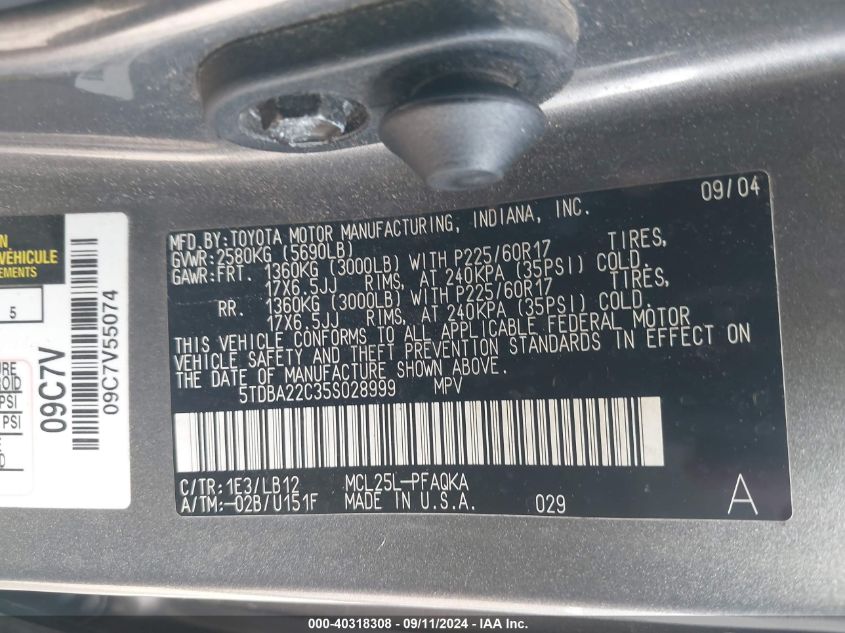 09/04
MFD.BY:TOYOTA MOTOR MANUFACTURING, INDIANA, INC.
GVWR:2580KG (5690LB)
GAWR:FRT. 1360KG (3000LB) WITH P225/60R17 TIRES,
17X6.5JJ RIMS, AT 240KPA (35PSI) COLD.
RR. 1360KG (3000LB) WITH P225/60R17 TIRES,
17X6.5JJ RIMS, AT 240KPA (35PSI) COLD.
THIS VEHICLE CONFORMS TO ALL APPLICABLE FEDERAL MOTOR
VEHICLE SAFETY AND THEFT PREVENTION STANDARDS IN EFFECT ON
THE DATE OF MANUFACTURE SHOWN ABOVE.
5TDBA22C35S028999 MPV
C/TR:1E3/LB12 MCL25L-PFAQKA
A/TM:-02B/U151F MADE IN U.S.A. 029 A
VÉHICULE
5
PSI
PSI
09C7V
09C7V55074
000-40318308 - 09/11/2024 - IAA Inc.